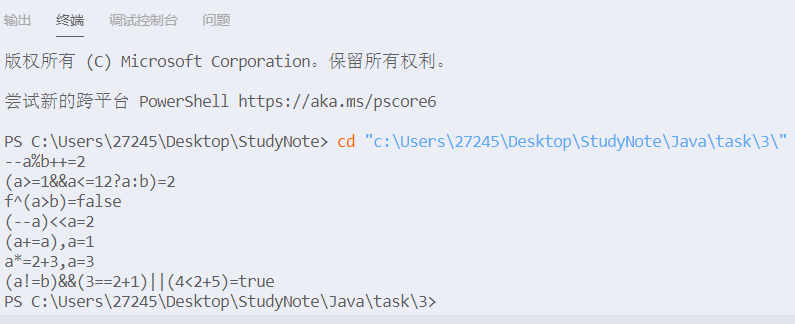 输出 终端 调试控制台 问题
版权所有 (C) Microsoft Corporation。保留所有权利。
尝试新的跨平台 PowerShell https://aka.ms/pscore6
PS C:\Users\27245\Desktop\StudyNote> cd "c:\Users\27245\Desktop\StudyNote\Java\task\3\"
--a%b++=2
(a>=1&&a<=12?a:b)=2
f^(a>b)=false
(--a)<<a=2
(a+=a),a=1
a*=2+3,a=3
(a!=b)&&(3==2+1)||(4<2+5)=true
PS C:\Users\27245\Desktop\StudyNote\Java\task\3>